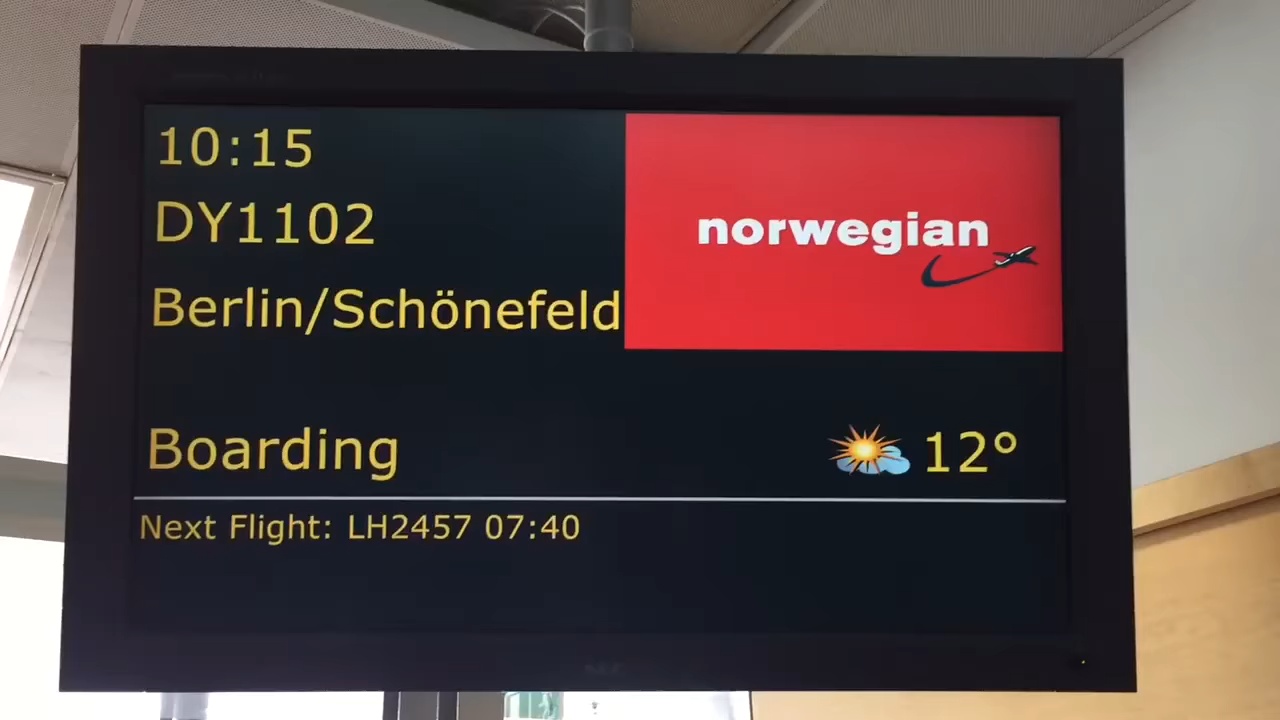 10:15
DY1102
Berlin/Schönefeld
norwegian
Boarding
12°
Next Flight: LH2457 07:40